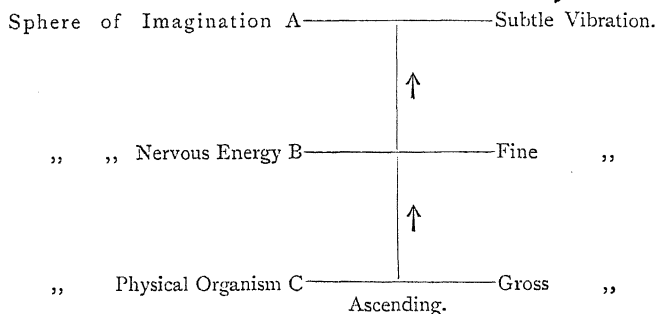 Sphere of Imagination A Subtle Vibration.
„ „ Nervous Energy B Fine „
„ Physical Organism C Gross „
Ascending.